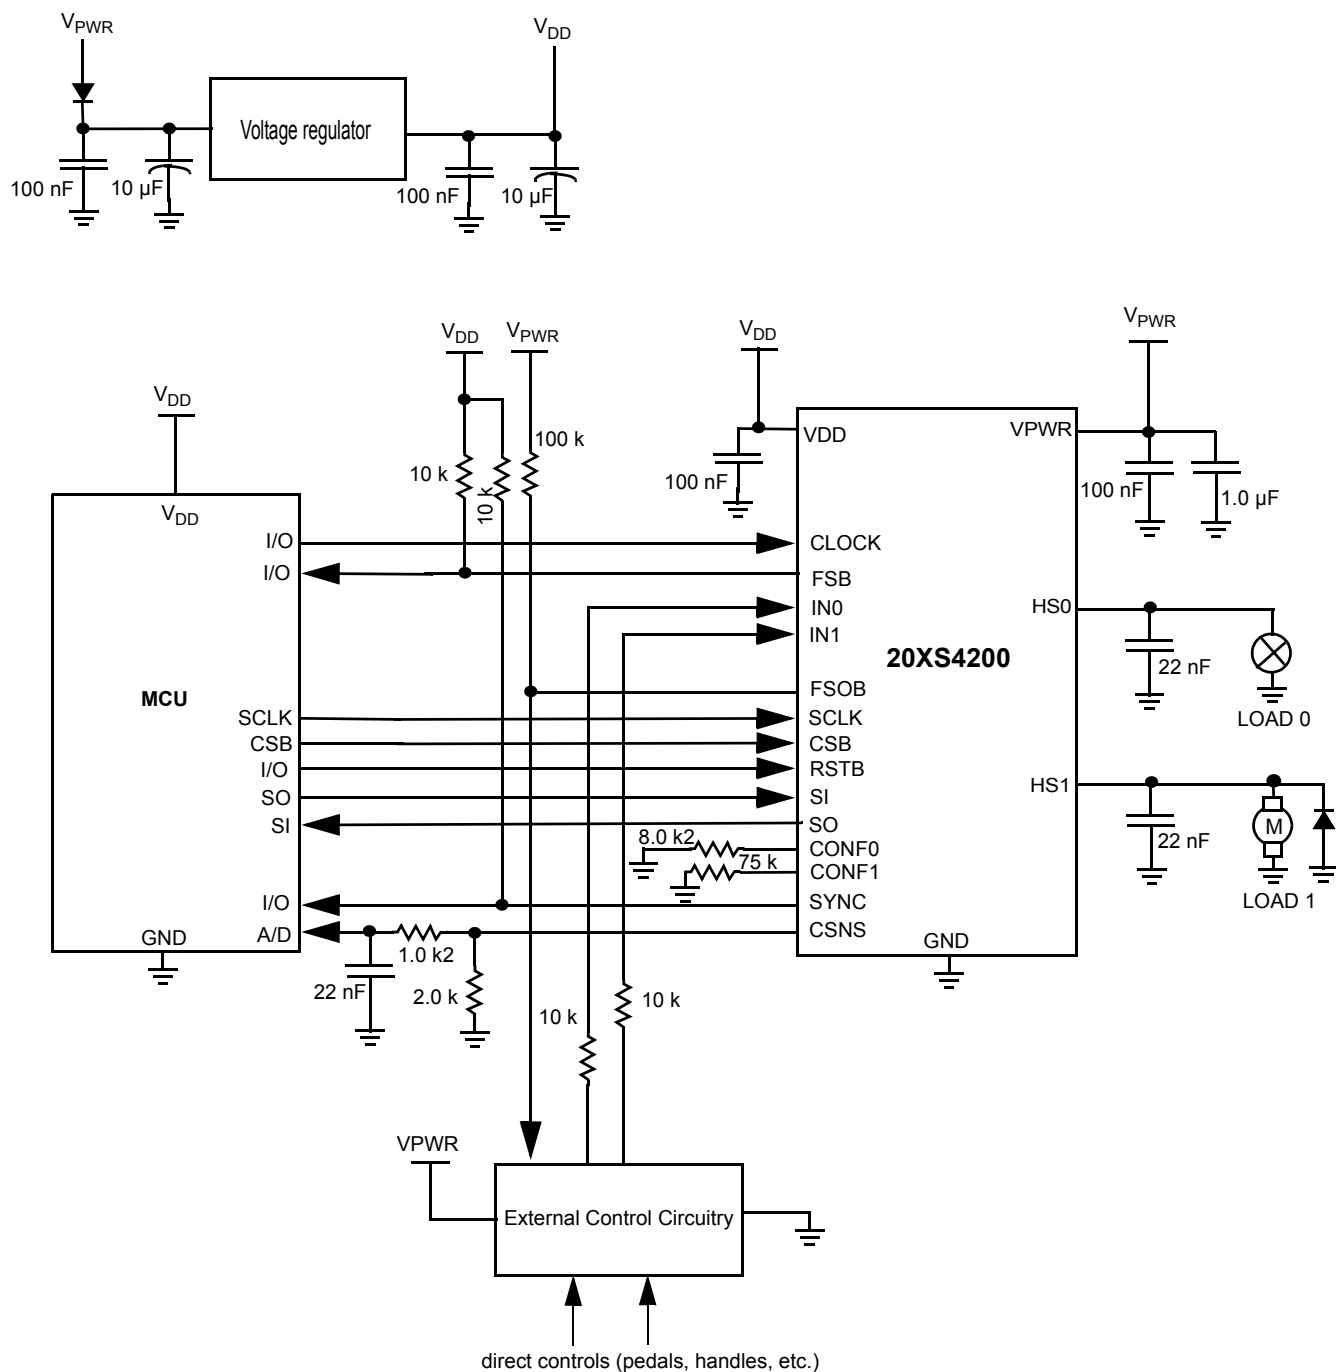 VPWR
VDD
Voltage regulator
100 nF
10 µF
100 nF
10 µF
VDD
VPWR
VDD
VPWR
VDD
100 k
10 k
10 k
VDD
VPWR
100 nF
100 nF
1.0 µF
VDD
I/O
CLOCK
I/O
FSB
IN0
HS0
IN1
20XS4200
22 nF
MCU
FSOB
LOAD 0
SCLK
SCLK
CSB
CSB
I/O
RSTB
HS1
SO
SI
SI
SO
M
22 nF
8.0 k2
CONF0
75 k
CONF1
LOAD 1
I/O
SYNC
A/D
CSNS
GND
GND
1.0 k2
22 nF
2.0 k
10 k
10 k
VPWR
External Control Circuitry
direct controls (pedals, handles, etc.)